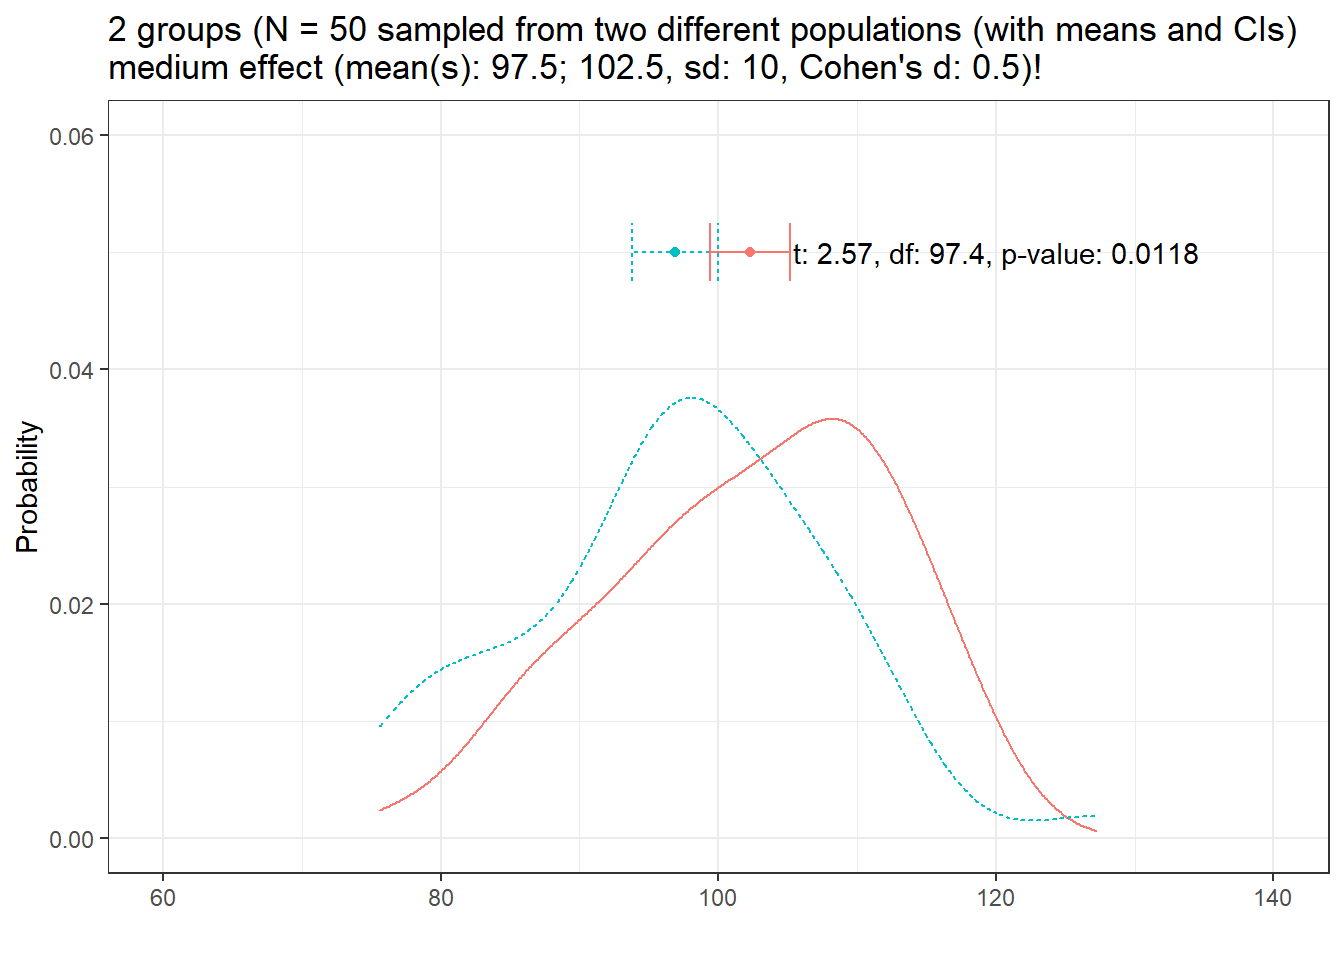 2 groups (N = 50 sampled from two different populations (with means and CIs)
medium effect (mean(s): 97.5; 102.5, sd: 10, Cohen's d: 0.5)!
0.06
t: 2.57, df: 97.4, p-value: 0.0118
0.04
Probability
0.02
0.00
60 80 100 120 140